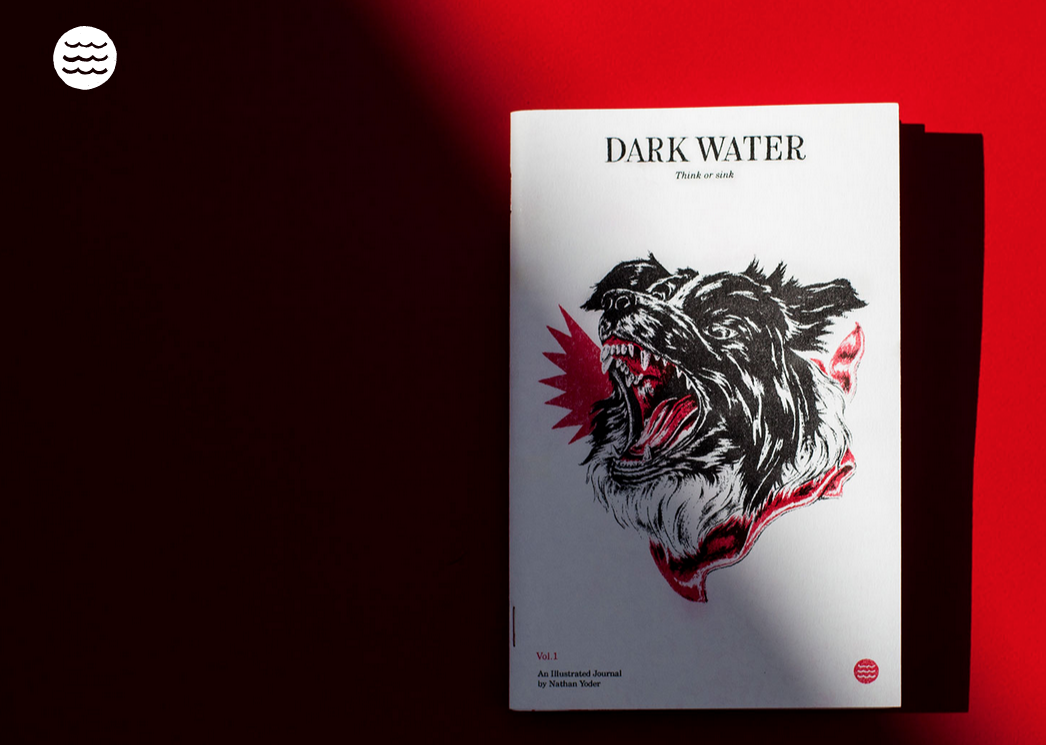 DARK WATER
Think or sink
Vol.1
An Illustrated Journal
by Nathan Yoder